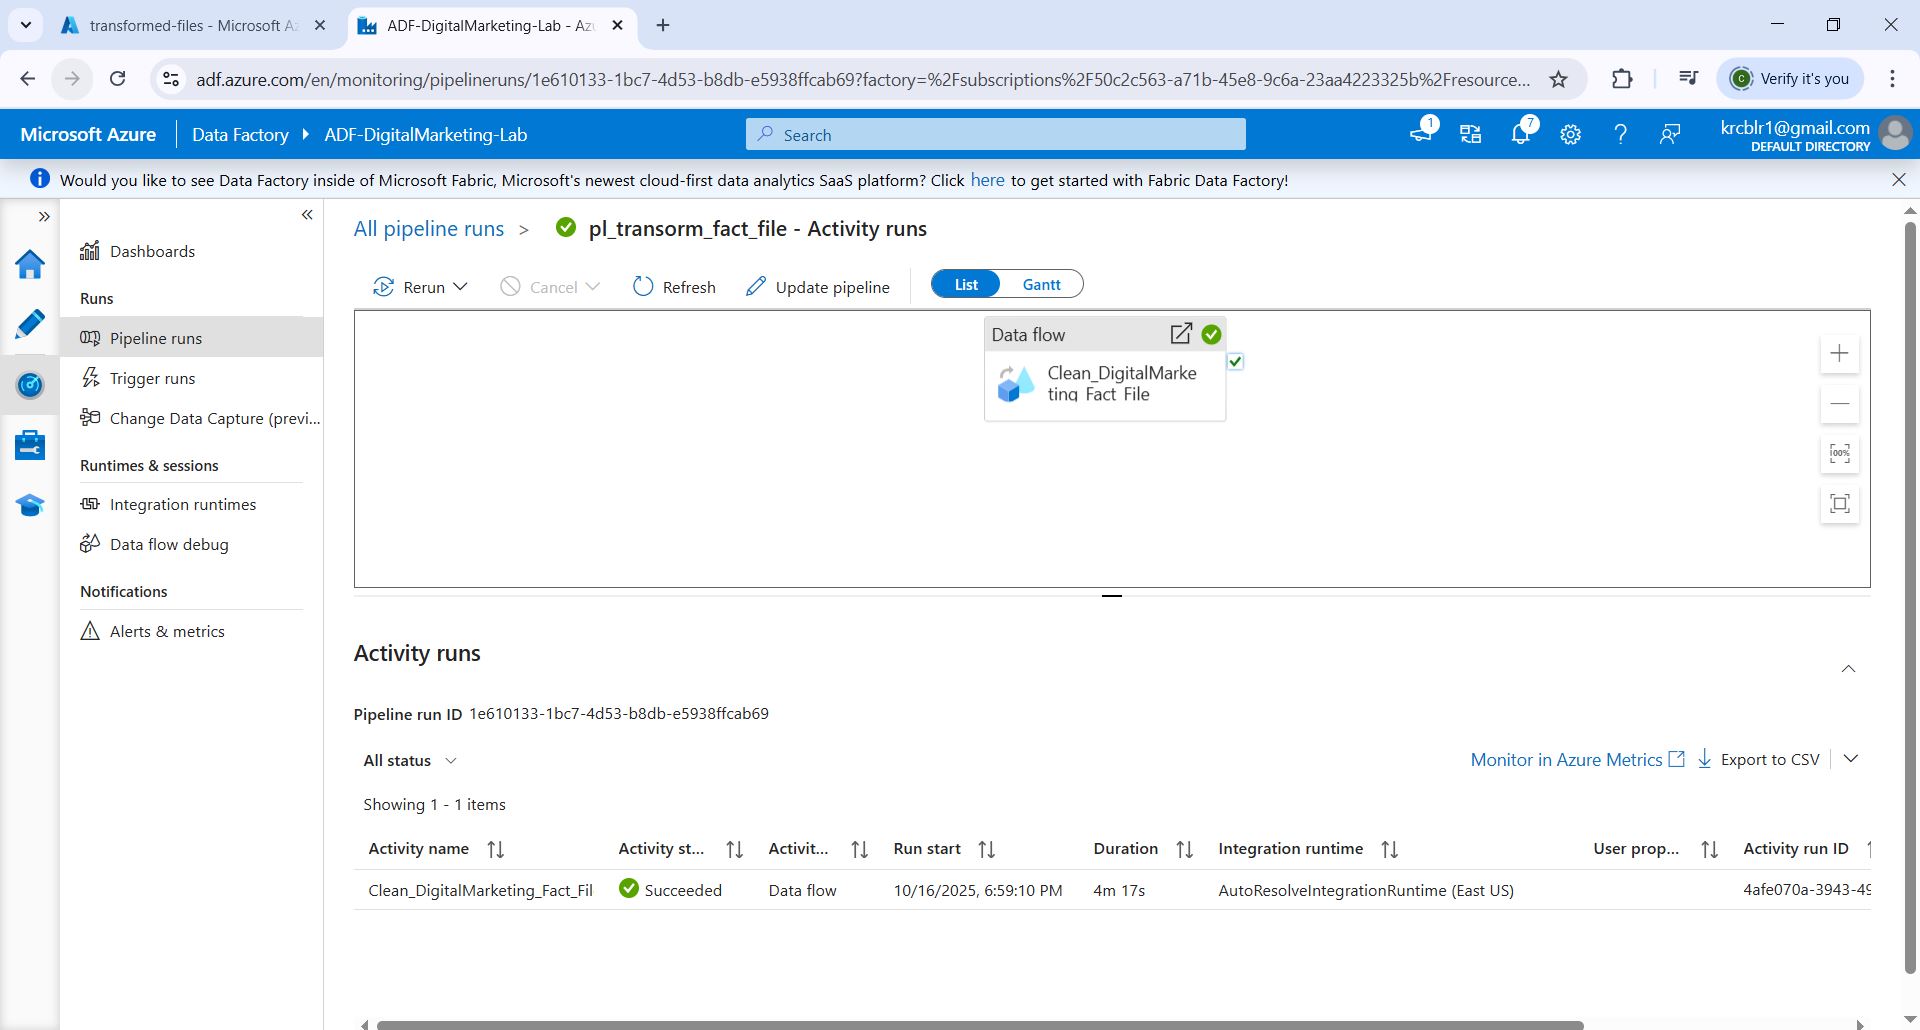 transformed-files - Microsoft Az
ADF-DigitalMarketing-Lab - Azu
adf.azure.com/en/monitoring/pipelineruns/1e610133-1bc7-4d53-b8db-e5938ffcab69?factory=%2Fsubscriptions%2F50c2c563-a71b-45e8-9c6a-23aa4223325b%2Fresource...
C
Verify it's you
Microsoft Azure
Data Factory
ADF-DigitalMarketing-Lab
Search
1
7
krcblr1@gmail.com
DEFAULT DIRECTORY
Would you like to see Data Factory inside of Microsoft Fabric, Microsoft's newest cloud-first data analytics SaaS platform? Click here to get started with Fabric Data Factory!
Dashboards
Runs
Pipeline runs
Trigger runs
Change Data Capture (previ...
Runtimes & sessions
Integration runtimes
Data flow debug
Notifications
Alerts & metrics
All pipeline runs > pl_transorm_fact_file - Activity runs
Rerun
Cancel
Refresh
Update pipeline
List
Gantt
Data flow
Clean_DigitalMarke
ting_Fact_File
100%
Activity runs
Pipeline run ID 1e610133-1bc7-4d53-b8db-e5938ffcab69
All status
Monitor in Azure Metrics
Export to CSV
Showing 1 - 1 items
Activity name Activity st... Activit... Run start Duration Integration runtime User prop... Activity run ID
Clean_DigitalMarketing_Fact_Fil Succeeded Data flow 10/16/2025, 6:59:10 PM 4m 17s AutoResolveIntegrationRuntime (East US) 4afe070a-3943-49